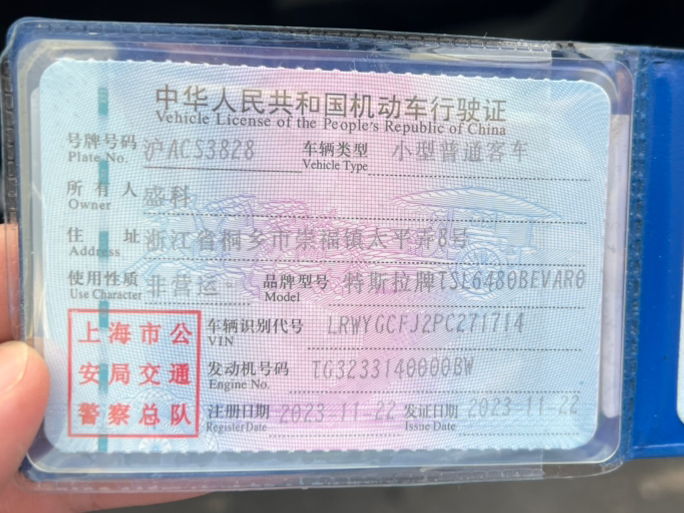 中华人民共和国机动车行驶证
Vehicle License of the People's Republic of China
号牌号码 沪ACS3828 车辆类型 小型普通客车
Plate No. Vehicle Type
所有人 盛科
Owner
住址 浙江省桐乡市崇福镇太平弄8号
Address
使用性质 非营运 品牌型号 特斯拉牌TSL6480BEVAR0
Use Character Model
上海市公 车辆识别代号 LRWYGCFJ2PC271714
VIN
安局交通 发动机号码 TG3233140000BW
Engine No.
警察总队 注册日期 2023-11-22 发证日期 2023-11-22
Register Date Issue Date